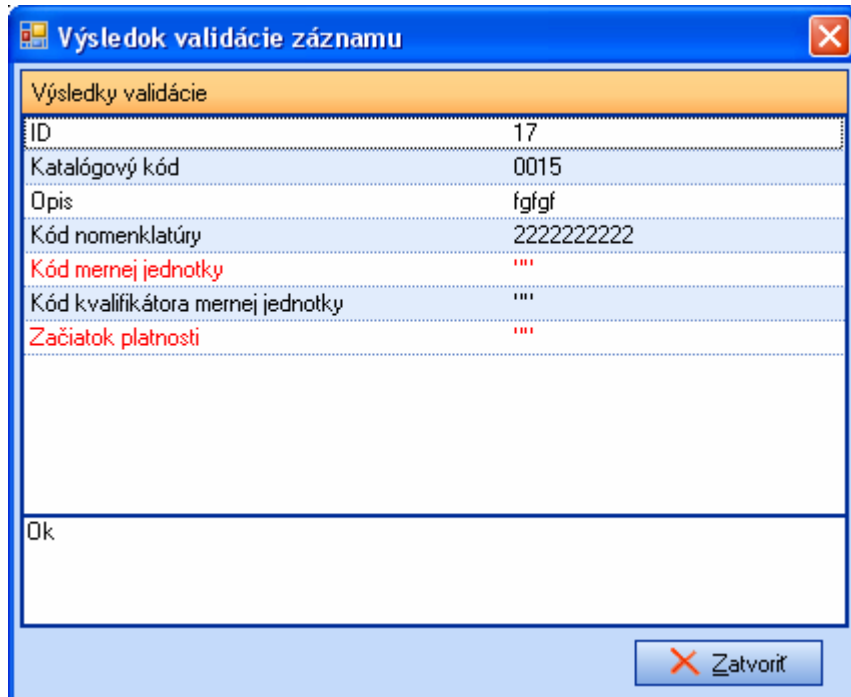 Výsledok validácie záznamu
Výsledky validácie
ID 17
Katalógový kód 0015
Opis fgfgf
Kód nomenklatúry 2222222222
Kód mernej jednotky ""
Kód kvalifikátora mernej jednotky ""
Začiatok platnosti ""
Ok
Zatvoriť